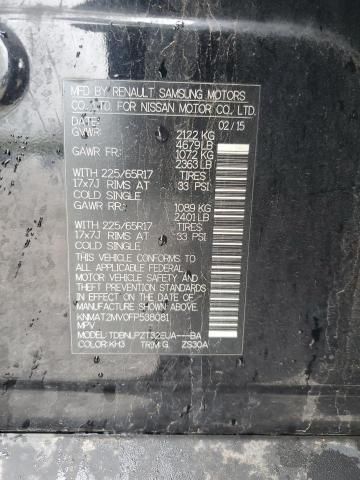 MFD BY RENAULT SAMSUNG MOTORS
CO.,LTD. FOR NISSAN MOTOR CO.,LTD.
DATE: 02/15
GVWR: 2122 KG
4679LB
GAWR FR: 1072 KG
2363LB
WITH 225/65R17 TIRES
17x7J RIMS AT 33 PSI
COLD SINGLE
GAWR RR: 1089 KG
2401LB
WITH 225/65R17 TIRES
17x7J RIMS AT 33 PSI
COLD SINGLE
THIS VEHICLE CONFORMS
TO ALL APPLICABLE FEDERAL
MOTOR VEHICLE SAFETY
AND THEFT PREVENTION
STANDARDS IN EFFECT
ON THE DATE OF
MANUFACTURE SHOWN ABOVE.
KNMAT2MV0FP538081
MPV
MODEL: TDBNLPZT32EUA---BA
COLOR: KH3 TRIM: G ZS30A